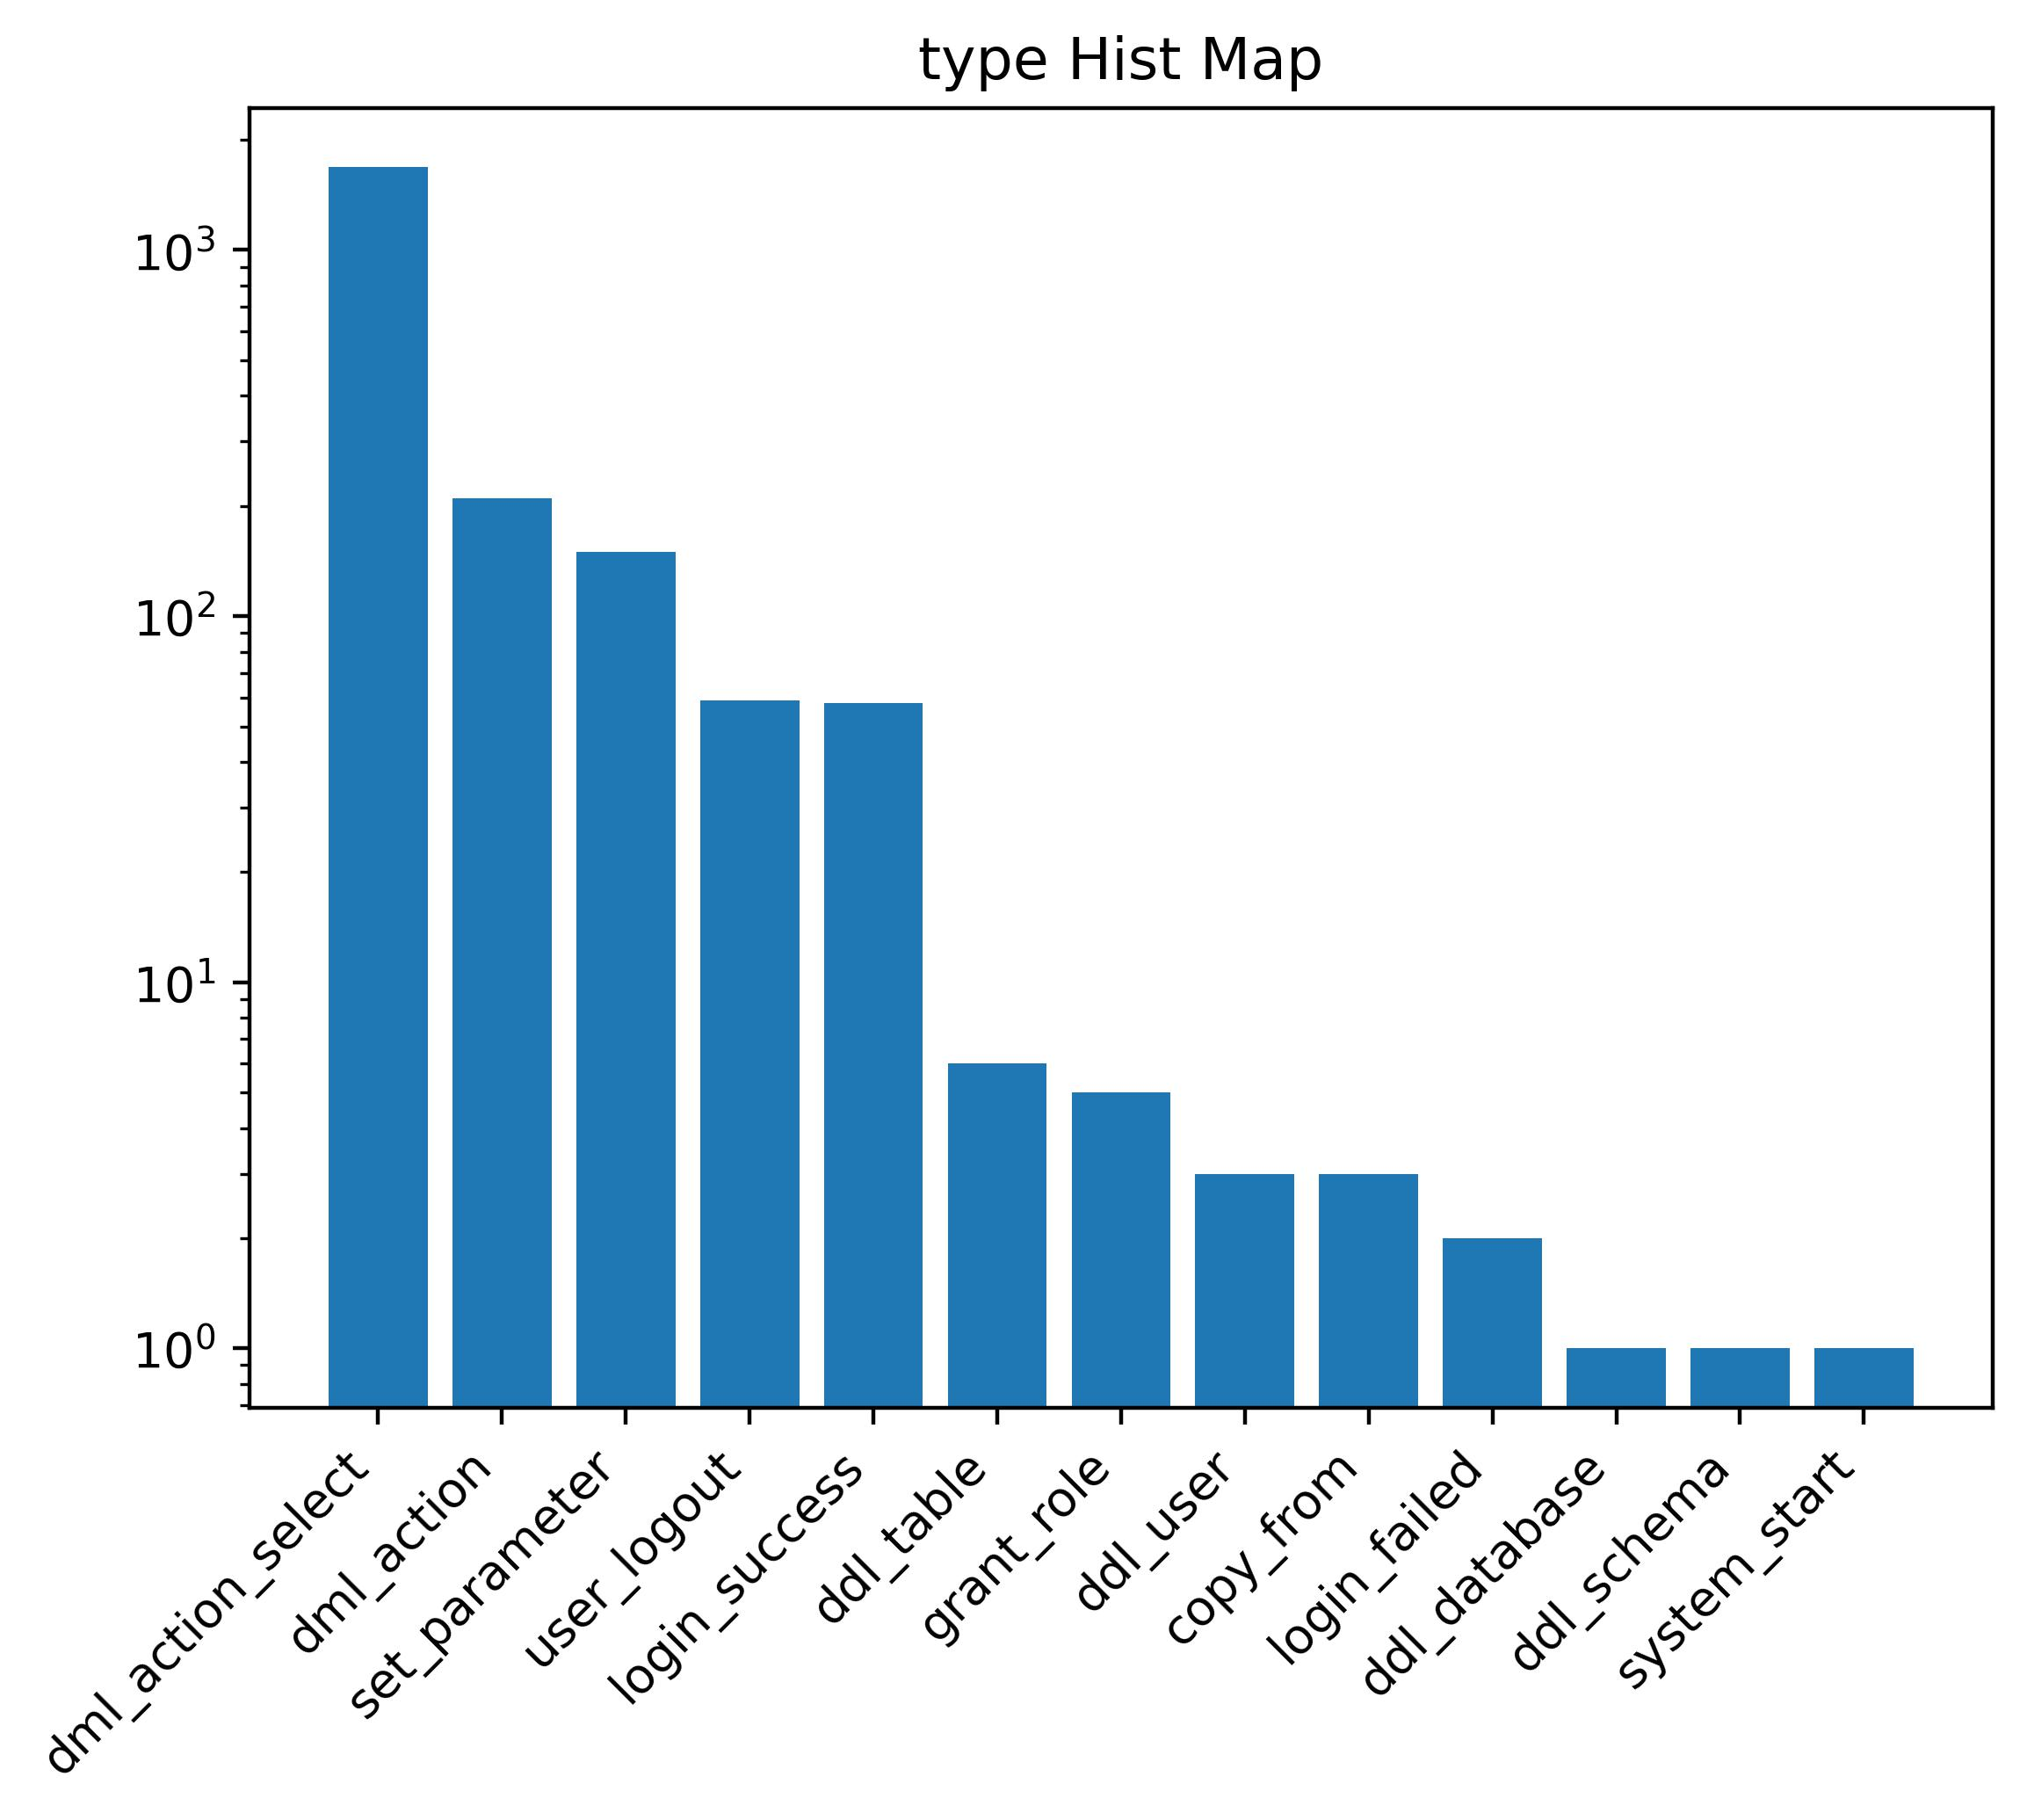 type Hist Map
10³
10²
10¹
10⁰
dml_action_select
dml_action
set_parameter
user_logout
login_success
ddl_table
grant_role
ddl_user
copy_from
login_failed
ddl_database
ddl_schema
system_start